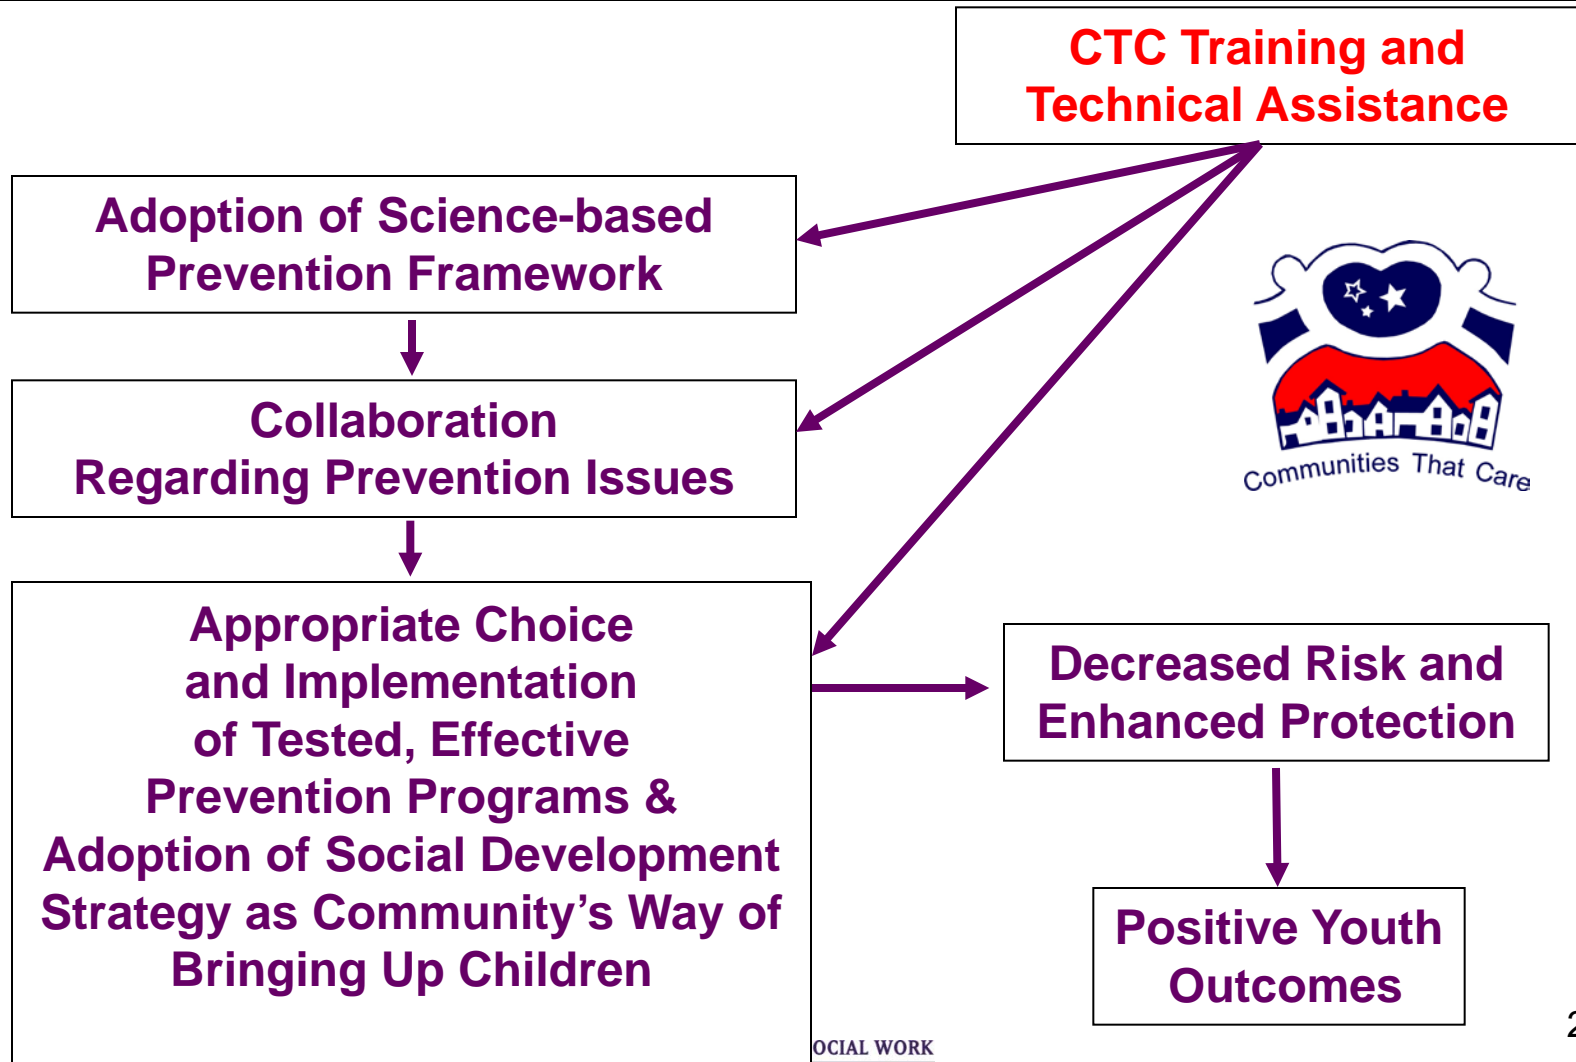 CTC Training and
Technical Assistance
Adoption of Science-based
Prevention Framework
Collaboration
Regarding Prevention Issues
Communities That Care
Appropriate Choice
and Implementation
of Tested, Effective
Prevention Programs &
Adoption of Social Development
Strategy as Community’s Way of
Bringing Up Children
Decreased Risk and
Enhanced Protection
Positive Youth
Outcomes
OCIAL WORK
2